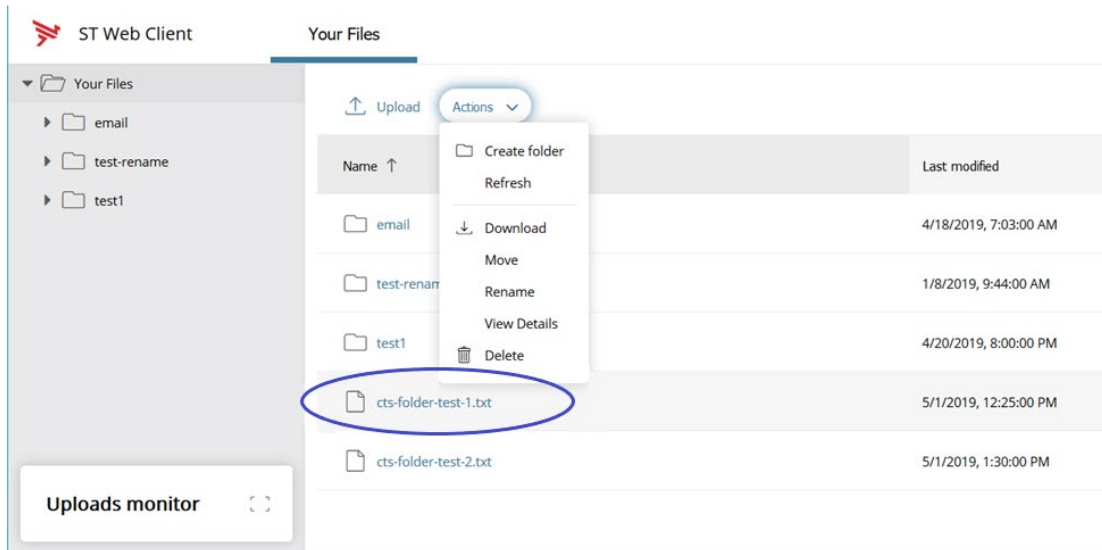 ST Web Client
Your Files
Your Files
email
test-rename
test1
Uploads monitor
Upload
Actions
Create folder
Refresh
Download
Move
Rename
View Details
Delete
Name ↑
Last modified
email
4/18/2019, 7:03:00 AM
test-renam
1/8/2019, 9:44:00 AM
test1
4/20/2019, 8:00:00 PM
cts-folder-test-1.txt
5/1/2019, 12:25:00 PM
cts-folder-test-2.txt
5/1/2019, 1:30:00 PM